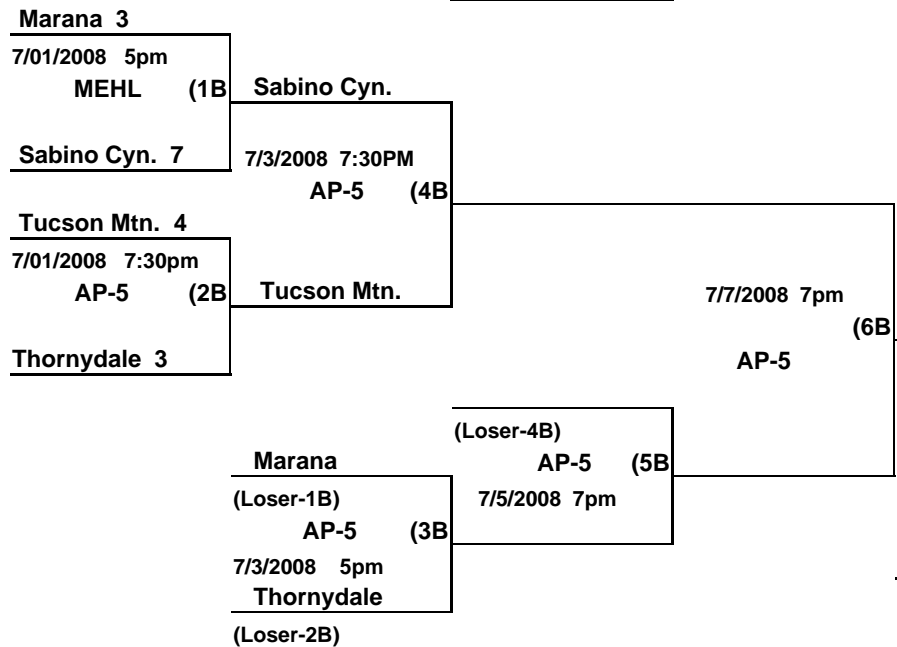 Marana 3
7/01/2008 5pm
MEHL (1B
Sabino Cyn.
Sabino Cyn. 7
7/3/2008 7:30PM
AP-5 (4B
Tucson Mtn. 4
7/01/2008 7:30pm
AP-5 (2B
Tucson Mtn.
7/7/2008 7pm
(6B
Thornydale 3
AP-5
(Loser-4B)
Marana
AP-5 (5B
(Loser-1B)
7/5/2008 7pm
AP-5 (3B
7/3/2008 5pm
Thornydale
(Loser-2B)